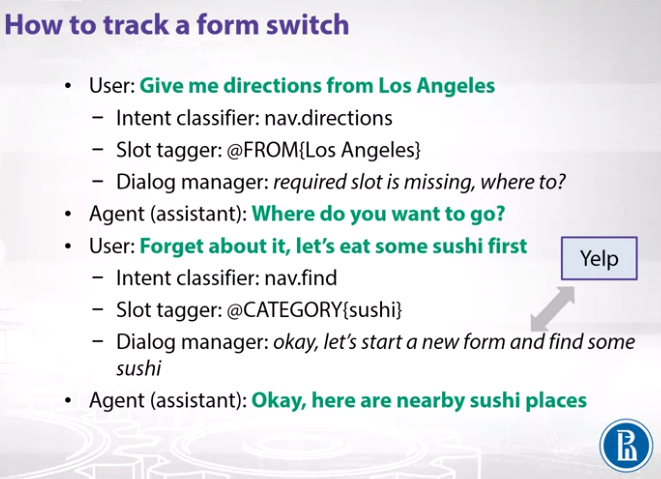 How to track a form switch
• User: Give me directions from Los Angeles
– Intent classifier: nav.directions
– Slot tagger: @FROM{Los Angeles}
– Dialog manager: required slot is missing, where to?
• Agent (assistant): Where do you want to go?
• User: Forget about it, let's eat some sushi first
Yelp
– Intent classifier: nav.find
– Slot tagger: @CATEGORY{sushi}
– Dialog manager: okay, let's start a new form and find some
sushi
• Agent (assistant): Okay, here are nearby sushi places